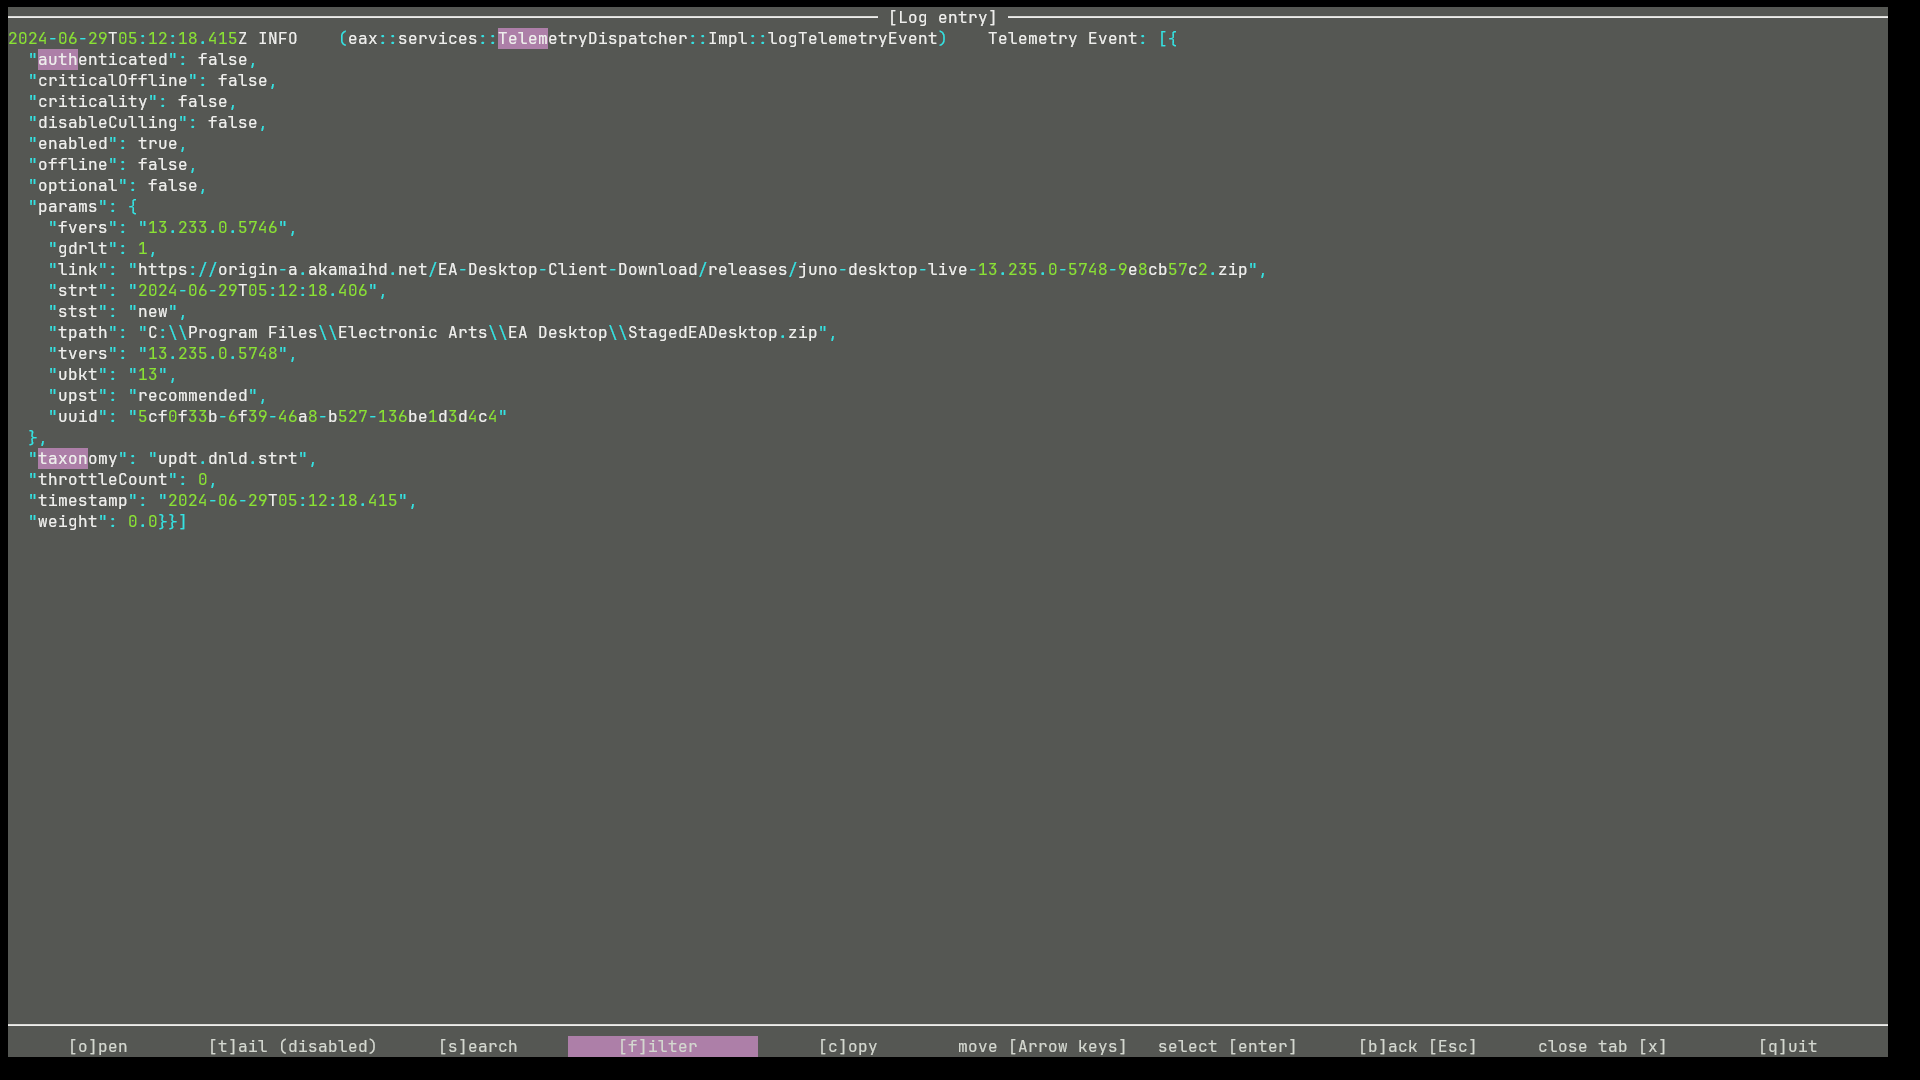 [Log entry]
2024-06-29T05:12:18.415Z INFO    (eax::services::TelemetryDispatcher::Impl::logTelemetryEvent)    Telemetry Event: [{
  "authenticated": false,
  "criticalOffline": false,
  "criticality": false,
  "disableCulling": false,
  "enabled": true,
  "offline": false,
  "optional": false,
  "params": {
    "fvers": "13.233.0.5746",
    "gdrlt": 1,
    "link": "https://origin-a.akamaihd.net/EA-Desktop-Client-Download/releases/juno-desktop-live-13.235.0-5748-9e8cb57c2.zip",
    "strt": "2024-06-29T05:12:18.406",
    "stst": "new",
    "tpath": "C:\\Program Files\\Electronic Arts\\EA Desktop\\StagedEADesktop.zip",
    "tvers": "13.235.0.5748",
    "ubkt": "13",
    "upst": "recommended",
    "uuid": "5cf0f33b-6f39-46a8-b527-136be1d3d4c4"
  },
  "taxonomy": "updt.dnld.strt",
  "throttleCount": 0,
  "timestamp": "2024-06-29T05:12:18.415",
  "weight": 0.0}}]
[o]pen [t]ail (disabled) [s]earch [f]ilter [c]opy move [Arrow keys] select [enter] [b]ack [Esc] close tab [x] [q]uit